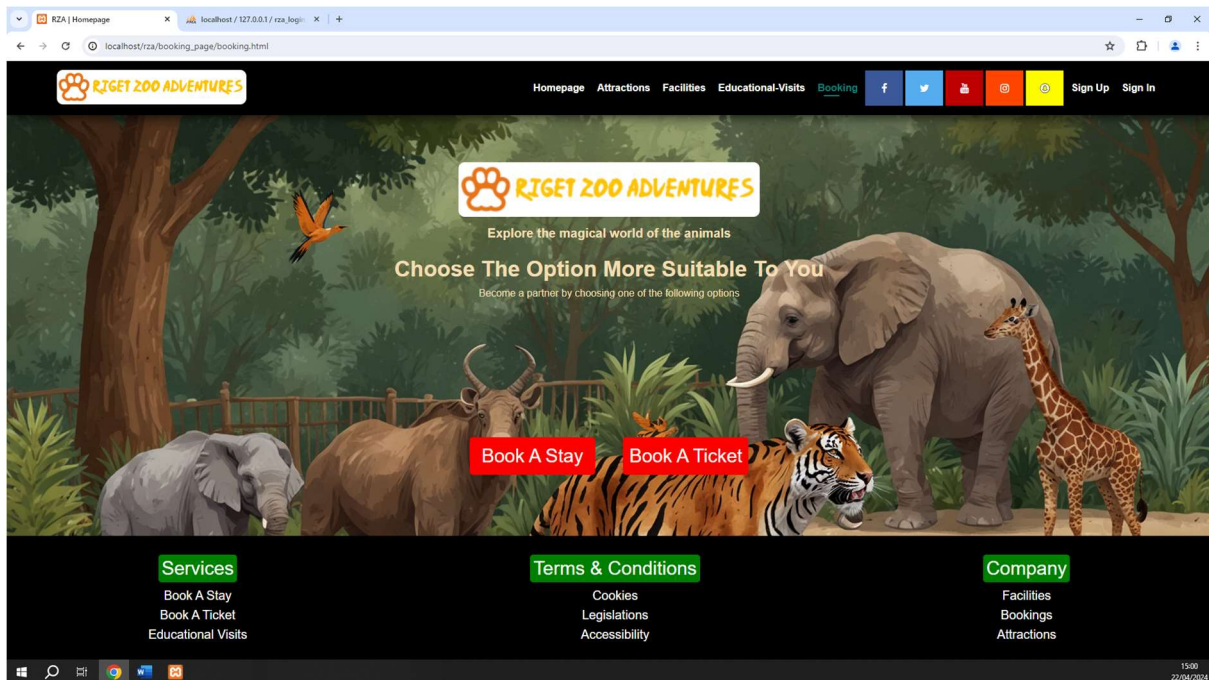 RZA | Homepage
localhost / 127.0.0.1 / rza_login
localhost/rza/booking_page/booking.html
RIGET ZOO ADVENTURES
Homepage Attractions Facilities Educational-Visits Booking Sign Up Sign In
RIGET ZOO ADVENTURES
Explore the magical world of the animals
Choose The Option More Suitable To You
Become a partner by choosing one of the following options
Book A Stay Book A Ticket
Services Terms & Conditions Company
Book A Stay Cookies Facilities
Book A Ticket Legislations Bookings
Educational Visits Accessibility Attractions
15:00
22/04/2024